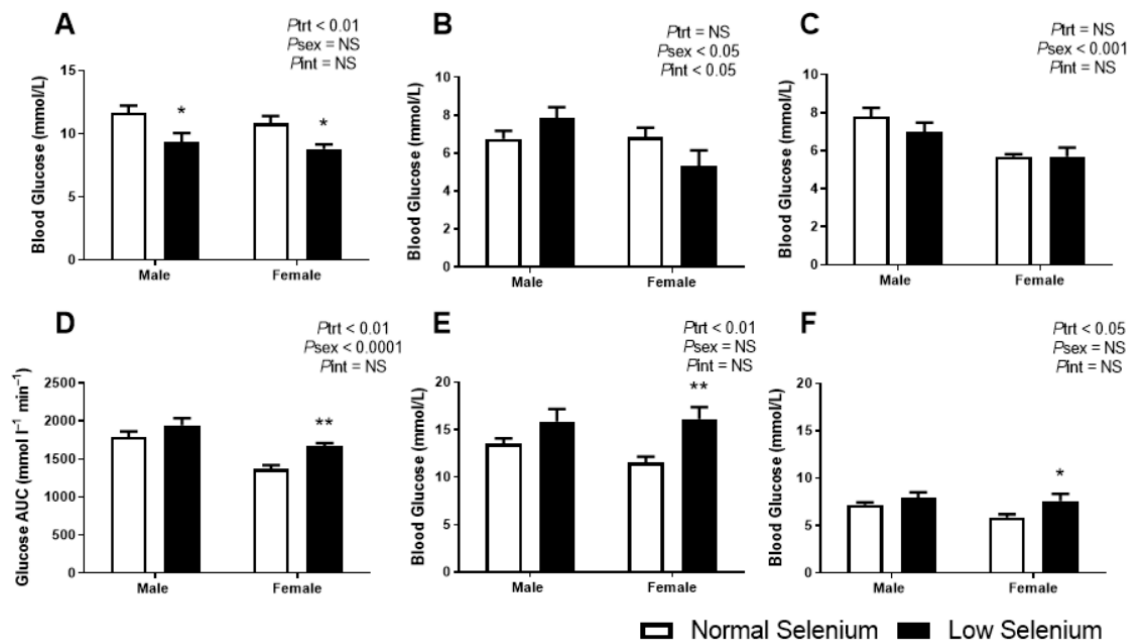 A
Ptrt < 0.01
Psex = NS
Pint = NS
Blood Glucose (mmol/L)
15
10
5
0
*
*
Male
Female
B
Ptrt = NS
Psex < 0.05
Pint < 0.05
Blood Glucose (mmol/L)
10
8
6
4
2
0
Male
Female
C
Ptrt = NS
Psex < 0.001
Pint = NS
Blood Glucose (mmol/L)
10
8
6
4
2
0
Male
Female
D
Ptrt < 0.01
Psex < 0.0001
Pint = NS
Glucose AUC (mmol l⁻¹ min⁻¹)
2500
2000
1500
1000
500
0
**
Male
Female
E
Ptrt < 0.01
Psex = NS
Pint = NS
Blood Glucose (mmol/L)
20
15
10
5
0
**
Male
Female
F
Ptrt < 0.05
Psex = NS
Pint = NS
Blood Glucose (mmol/L)
20
15
10
5
0
*
Male
Female
Normal Selenium
Low Selenium